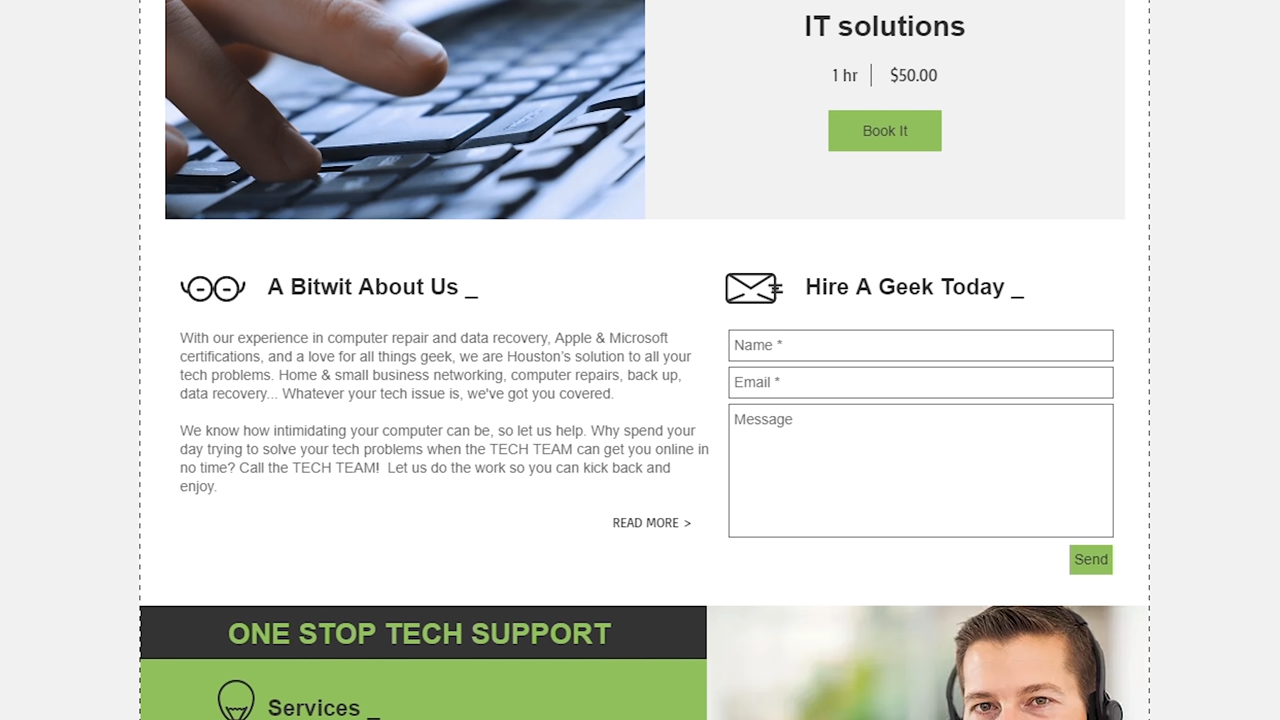 IT solutions
1 hr
$50.00
Book It
A Bitwit About Us _
With our experience in computer repair and data recovery, Apple & Microsoft
certifications, and a love for all things geek, we are Houston’s solution to all your
tech problems. Home & small business networking, computer repairs, back up,
data recovery... Whatever your tech issue is, we've got you covered.
We know how intimidating your computer can be, so let us help. Why spend your
day trying to solve your tech problems when the TECH TEAM can get you online in
no time? Call the TECH TEAM!  Let us do the work so you can kick back and
enjoy.
READ MORE >
Hire A Geek Today _
Name *
Email *
Message
Send
ONE STOP TECH SUPPORT
Services _